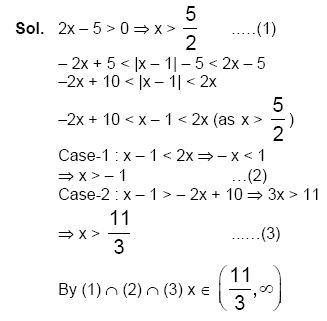 Sol. 2x – 5 > 0 ⇒ x > 5/2 .....(1)
– 2x + 5 < |x – 1| – 5 < 2x – 5
–2x + 10 < |x – 1| < 2x
–2x + 10 < x – 1 < 2x (as x > 5/2)
Case-1 : x – 1 < 2x ⇒ – x < 1
⇒ x > – 1 ...(2)
Case-2 : x – 1 > – 2x + 10 ⇒ 3x > 11
⇒ x > 11/3 ......(3)
By (1) ∩ (2) ∩ (3) x ∈ (11/3, ∞)